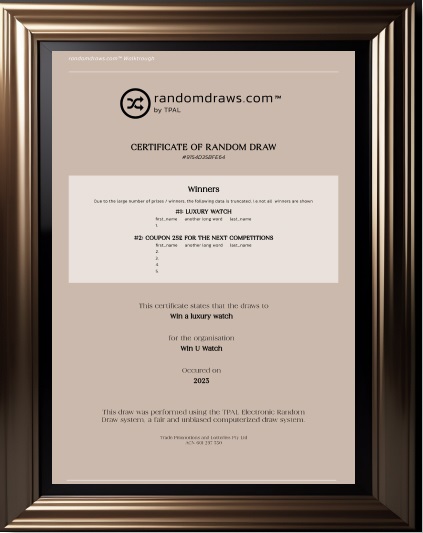 randomdraws.com™ Walkthrough
randomdraws.com™
by TPAL
CERTIFICATE OF RANDOM DRAW
Winners
Due to the large number of prizes / winners, the following data is truncated, i.e not all winners are shown
#1: LUXURY WATCH
first_name another long word last_name
1.
#2: COUPON 25£ FOR THE NEXT COMPETITIONS
first_name another long word last_name
2.
3.
4.
5.
This certificate states that the draws to
Win a luxury watch
for the organisation
Win U Watch
Occured on
2023
This draw was performed using the TPAL Electronic Random
Draw system, a fair and unbiased computerized draw system.
Trade Promotions and Lotteries Pty Ltd